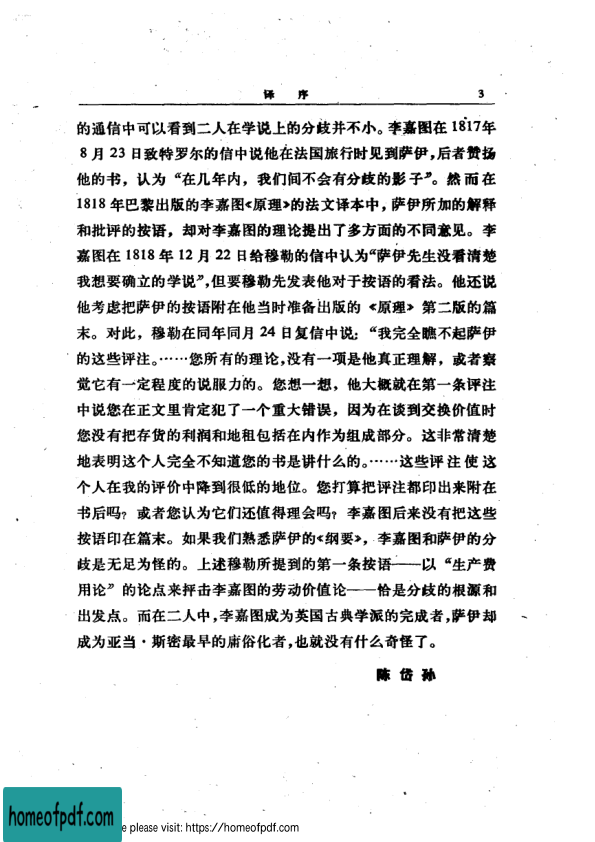 译 序 3
的通信中可以看到二人在学说上的分歧并不小。李嘉图在 1817年
8 月 23 日致特罗尔的信中说他在法国旅行时见到萨伊，后者赞扬
他的书，认为“在几年内，我们间不会有分歧的影子”。然而在
1818 年巴黎出版的李嘉图《原理》的法文译本中，萨伊所加的解释
和批评的按语，却对李嘉图的理论提出了多方面的不同意见。李
嘉图在 1818 年 12 月 22 日给穆勒的信中认为“萨伊先生没看清楚
我想要确立的学说”，但要穆勒先发表他对于按语的看法。他还说
他考虑把萨伊的按语附在他当时准备出版的《原理》第二版的篇
末。对此，穆勒在同年同月 24 日复信中说：“我完全瞧不起萨伊
的这些评注。……您所有的理论，没有一项是他真正理解，或者察
觉它有一定程度的说服力的。您想一想，他大概就在第一条评注
中说您在正文里肯定犯了一个重大错误，因为在谈到交换价值时
您没有把存货的利润和地租包括在内作为组成部分。这非常清楚
地表明这个人完全不知道您的书是讲什么的。……这些评注使这
个人在我的评价中降到很低的地位。您打算把评注都印出来附在
书后吗？或者您认为它们还值得理会吗？李嘉图后来没有把这些
按语印在篇末。如果我们熟悉萨伊的《纲要》，李嘉图和萨伊的分
歧是无足为怪的。上述穆勒所提到的第一条按语——以“生产费
用论”的论点来抨击李嘉图的劳动价值论——恰是分歧的根源和
出发点。而在二人中，李嘉图成为英国古典学派的完成者，萨伊却
成为亚当·斯密最早的庸俗化者，也就没有什么奇怪了。
陈岱孙
homeofpdf.com
e please visit: https://homeofpdf.com